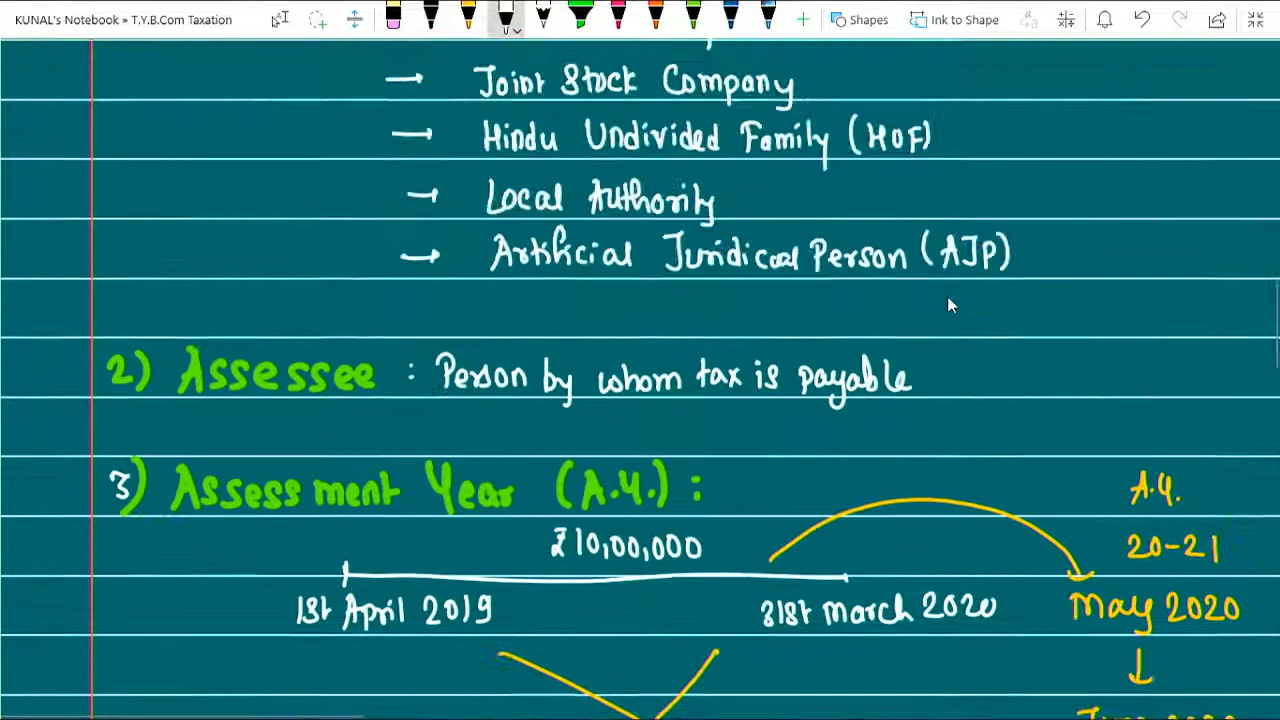 KUNAL's Notebook » T.Y.B.Com Taxation
Shapes
Ink to Shape
→ Joint Stock Company
→ Hindu Undivided Family (HUF)
→ Local Authority
→ Artificial Juridical Person (AJP)
2) Assessee : Person by whom tax is payable
3) Assessment Year (A.Y.) :
A.Y.
₹10,00,000
20-21
1st April 2019
31st March 2020
May 2020
↓